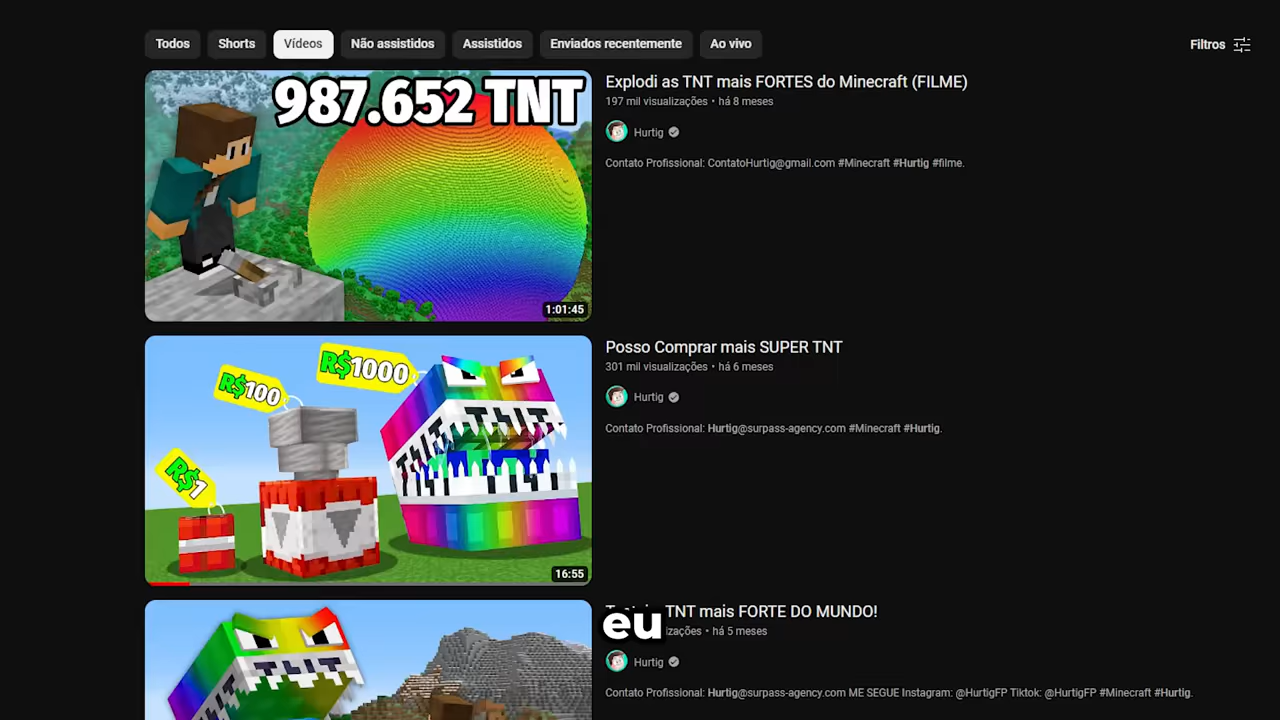 Todos Shorts Vídeos Não assistidos Assistidos Enviados recentemente Ao vivo Filtros
987.652 TNT
1:01:45
Explodi as TNT mais FORTES do Minecraft (FILME)
197 mil visualizações • há 8 meses
Hurtig
Contato Profissional: ContatoHurtig@gmail.com #Minecraft #Hurtig #filme.
R$1
R$100
R$1000
TNT
TNT
16:55
Posso Comprar mais SUPER TNT
301 mil visualizações • há 6 meses
Hurtig
Contato Profissional: Hurtig@surpass-agency.com #Minecraft #Hurtig.
TNT
TNT mais FORTE DO MUNDO!
eu
há 5 meses
Hurtig
Contato Profissional: Hurtig@surpass-agency.com ME SEGUE Instagram: @HurtigFP Tiktok: @HurtigFP #Minecraft #Hurtig.